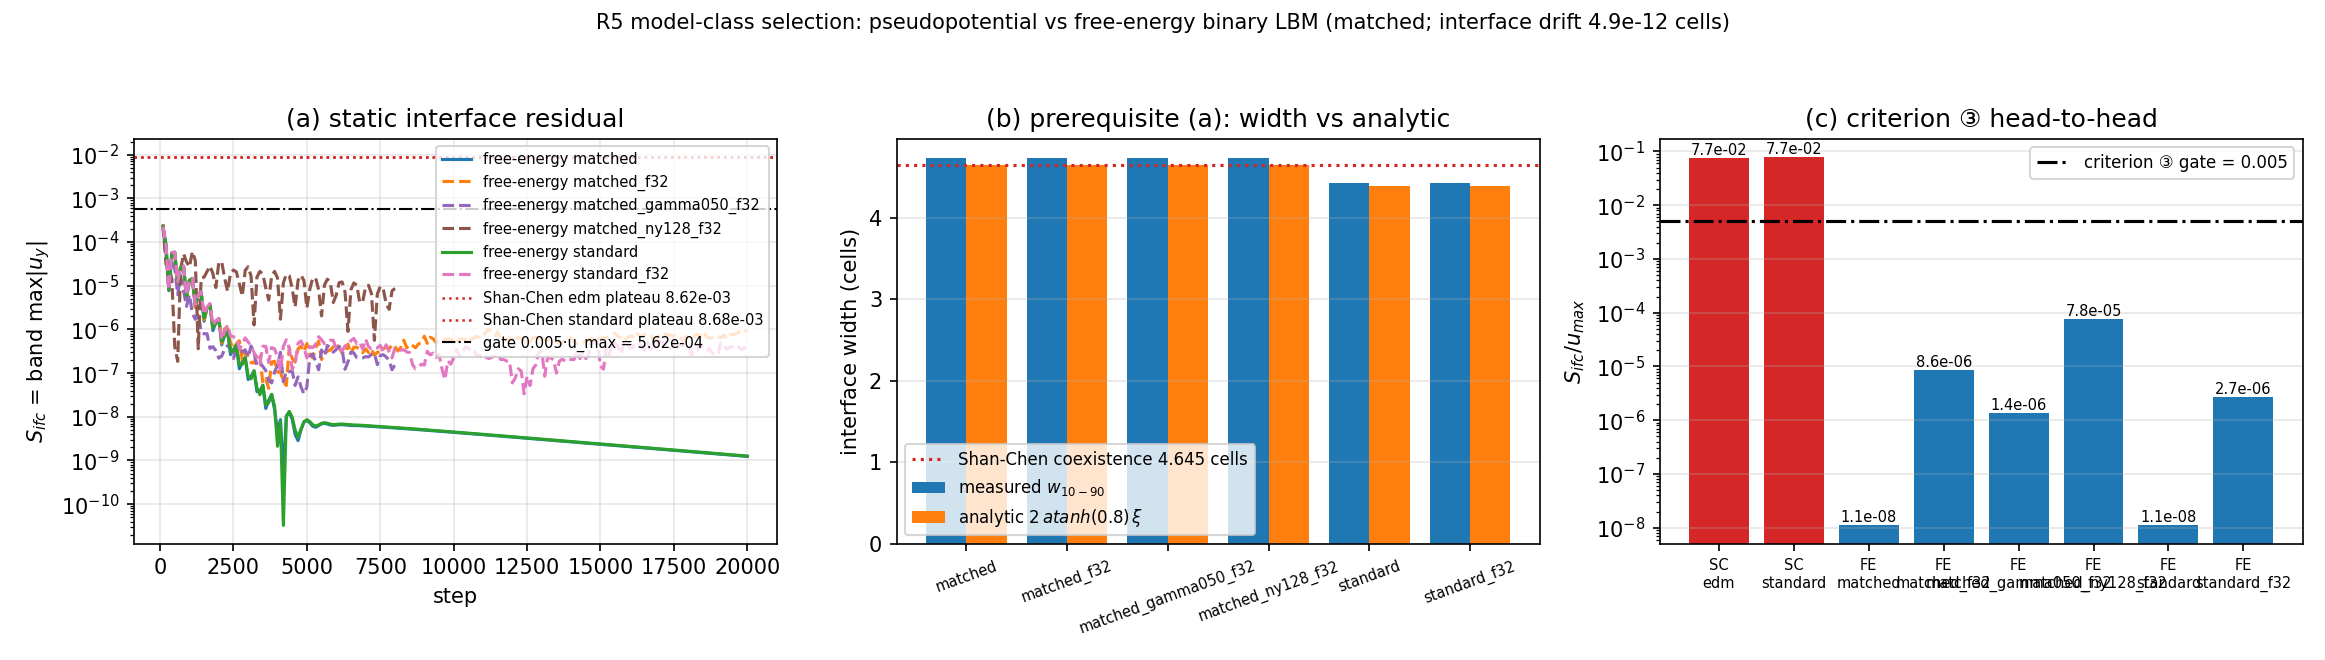 R5 model-class selection: pseudopotential vs free-energy binary LBM (matched; interface drift 4.9e-12 cells)
(a) static interface residual
S_ifc = band max|u_y|
10⁻²
10⁻³
10⁻⁴
10⁻⁵
10⁻⁶
10⁻⁷
10⁻⁸
10⁻⁹
10⁻¹⁰
free-energy matched
free-energy matched_f32
free-energy matched_gamma050_f32
free-energy matched_ny128_f32
free-energy standard
free-energy standard_f32
Shan-Chen edm plateau 8.62e-03
Shan-Chen standard plateau 8.68e-03
gate 0.005·u_max = 5.62e-04
0 2500 5000 7500 10000 12500 15000 17500 20000
step
(b) prerequisite (a): width vs analytic
interface width (cells)
4
3
2
1
0
Shan-Chen coexistence 4.645 cells
measured w₁₀₋₉₀
analytic 2 atanh(0.8) ξ
matched
matched_f32
matched_gamma050_f32
matched_ny128_f32
standard
standard_f32
(c) criterion ③ head-to-head
S_ifc/u_max
10⁻¹
10⁻²
10⁻³
10⁻⁴
10⁻⁵
10⁻⁶
10⁻⁷
10⁻⁸
criterion ③ gate = 0.005
7.7e-02
7.7e-02
1.1e-08
8.6e-06
1.4e-06
7.8e-05
1.1e-08
2.7e-06
SC
edm
SC
standard
FE
matched
FE
matched_f32
FE
matched_gamma050_f32
FE
matched_ny128_f32
FE
standard
FE
standard_f32